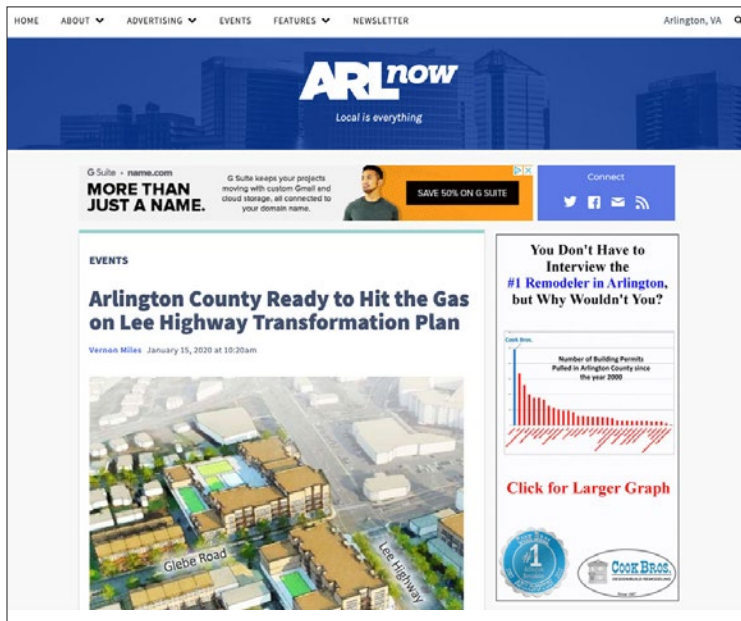 HOME ABOUT ADVERTISING EVENTS FEATURES NEWSLETTER Arlington, VA
ARLnow
Local is everything
G Suite • name.com
MORE THAN
JUST A NAME.
G Suite keeps your projects
moving with custom Gmail and
cloud storage, all connected to
your domain name.
SAVE 50% ON G SUITE
Connect
EVENTS
Arlington County Ready to Hit the Gas
on Lee Highway Transformation Plan
Vernon Miles January 15, 2020 at 10:20am
Glebe Road
Lee Highway
You Don't Have to
Interview the
#1 Remodeler in Arlington,
but Why Wouldn't You?
Cook Bros.
Number of Building Permits
Pulled in Arlington County since
the year 2000
Click for Larger Graph
#1
COOK BROS.